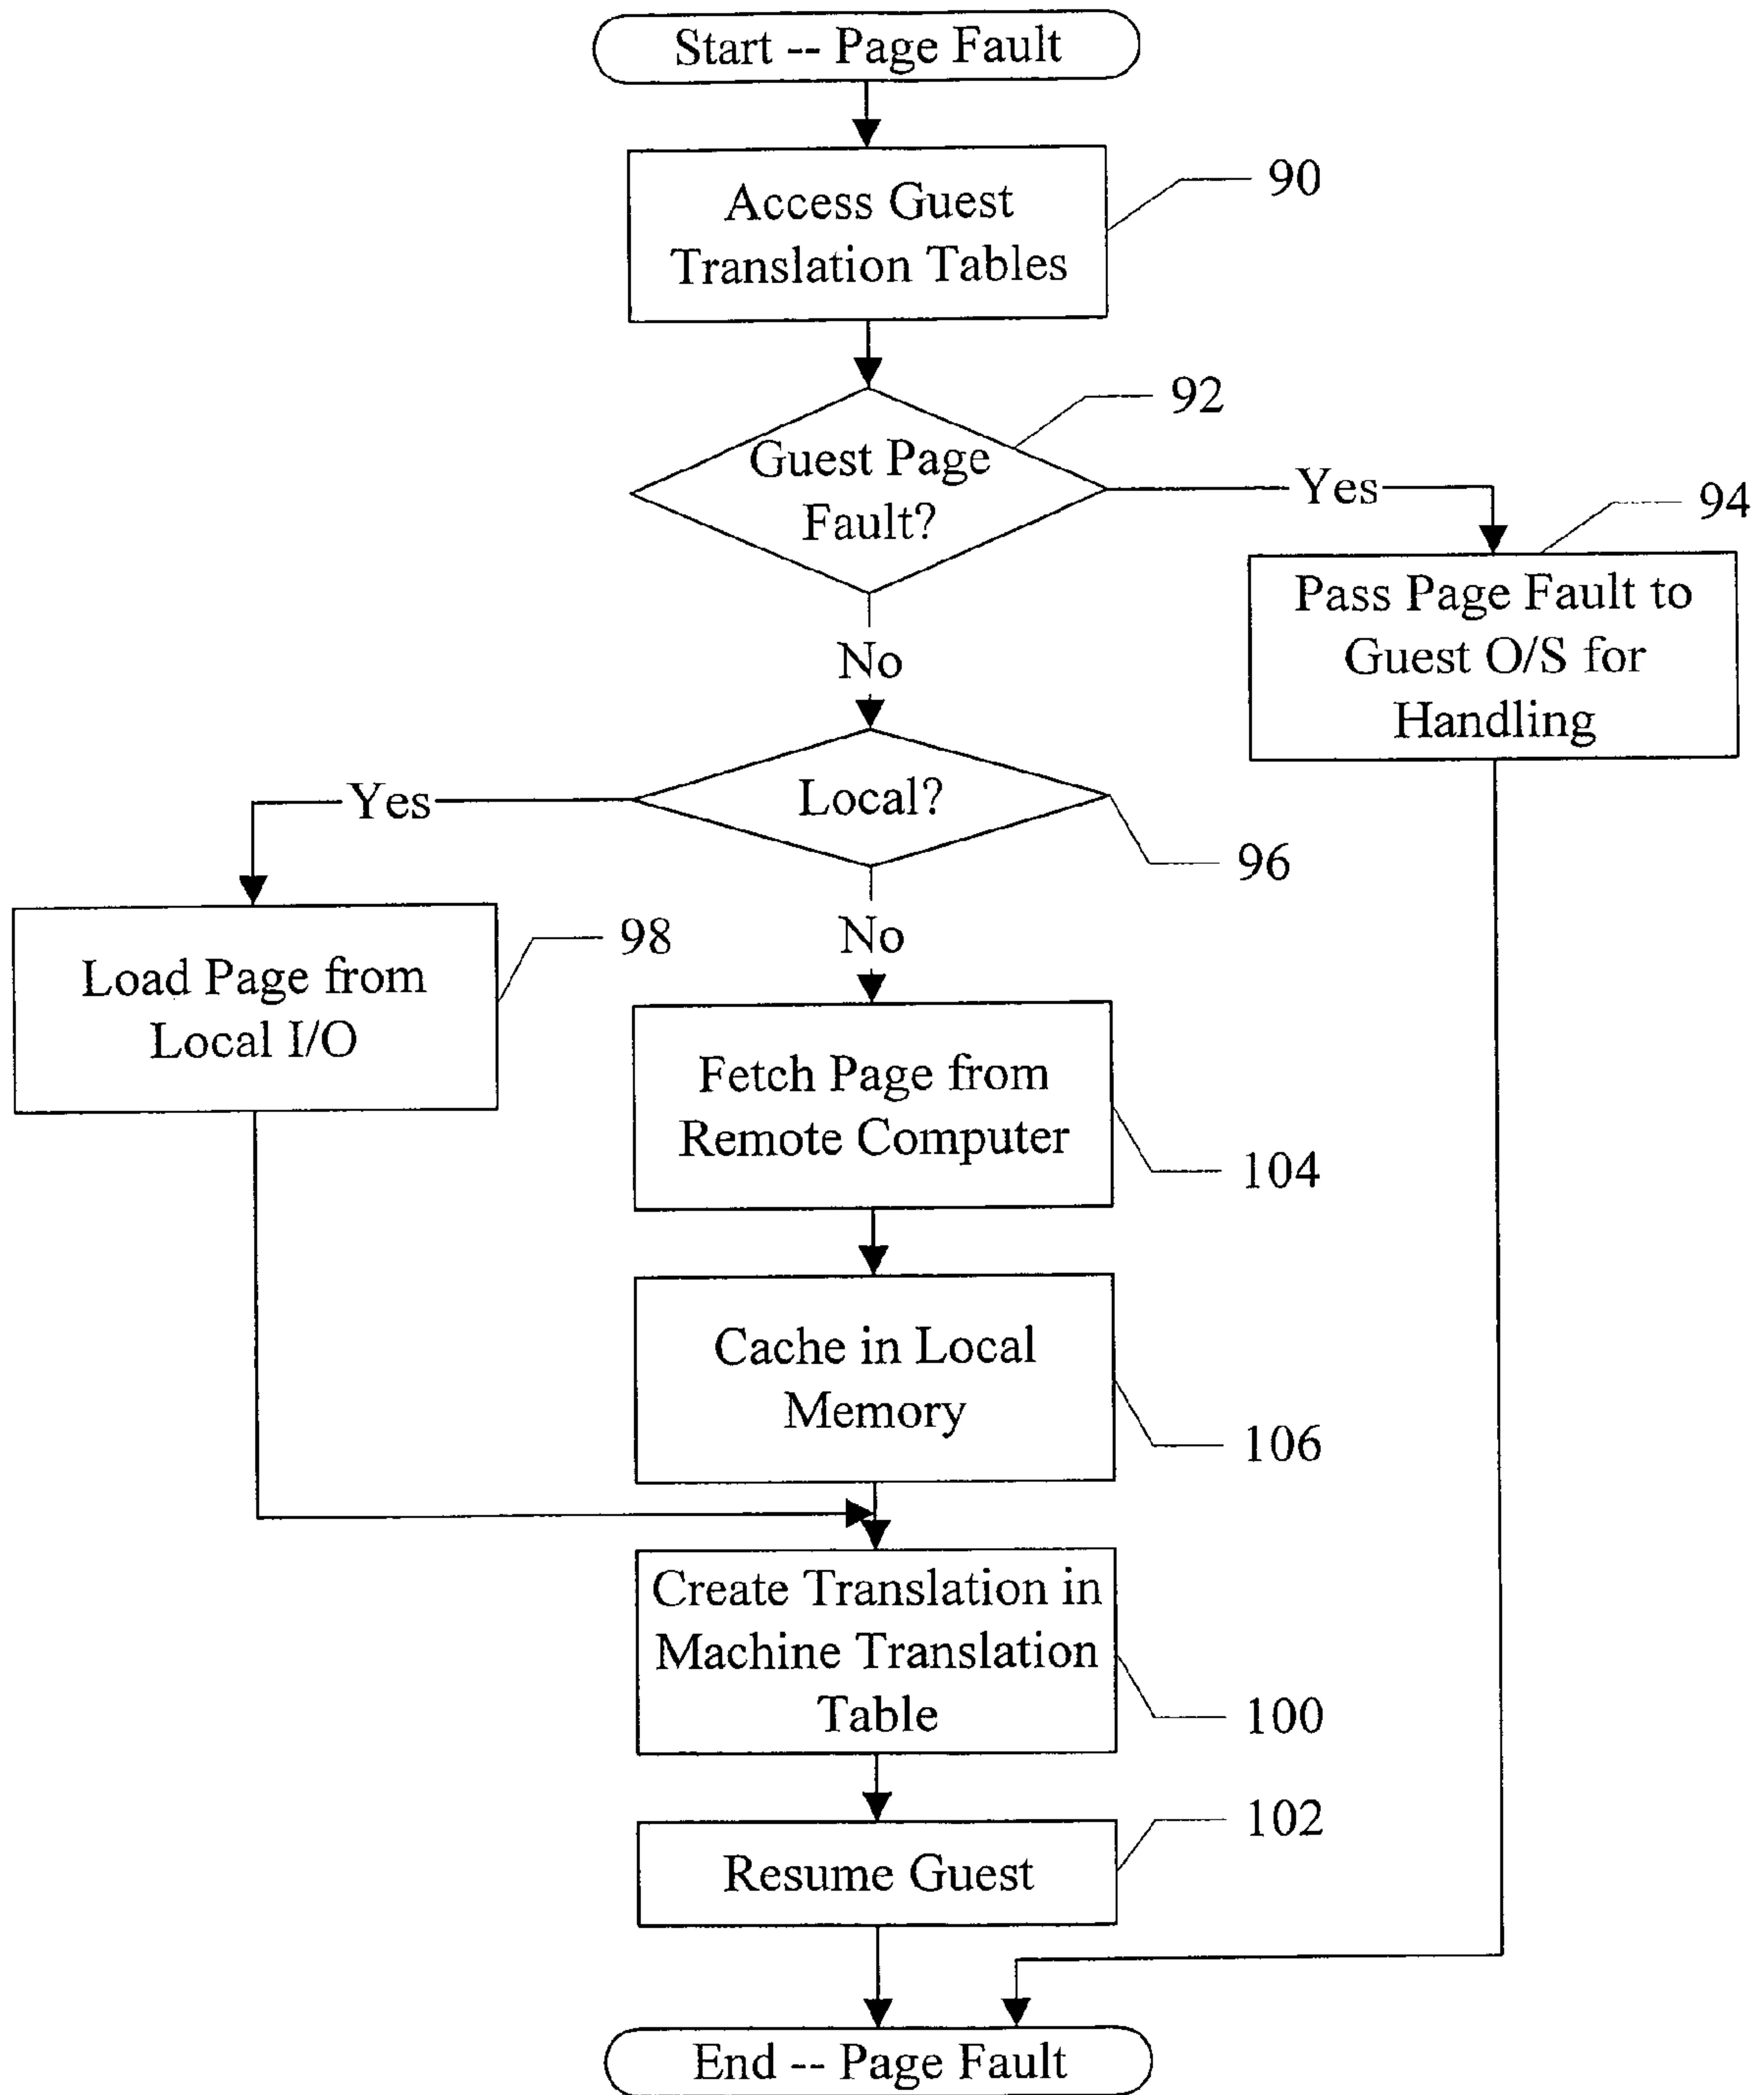 Start -- Page Fault
Access Guest
Translation Tables
90
Guest Page
Fault?
92
Yes
94
Pass Page Fault to
Guest O/S for
Handling
No
Local?
96
Yes
98
Load Page from
Local I/O
No
Fetch Page from
Remote Computer
104
Cache in Local
Memory
106
Create Translation in
Machine Translation
Table
100
Resume Guest
102
End -- Page Fault